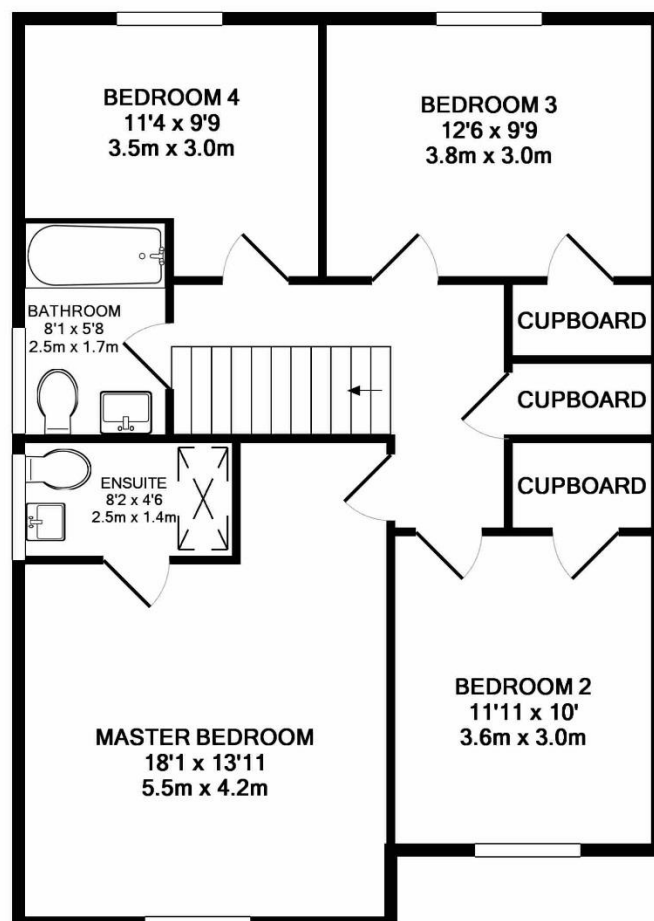 BEDROOM 4
11'4 x 9'9
3.5m x 3.0m
BEDROOM 3
12'6 x 9'9
3.8m x 3.0m
BATHROOM
8'1 x 5'8
2.5m x 1.7m
CUPBOARD
CUPBOARD
CUPBOARD
ENSUITE
8'2 x 4'6
2.5m x 1.4m
MASTER BEDROOM
18'1 x 13'11
5.5m x 4.2m
BEDROOM 2
11'11 x 10'
3.6m x 3.0m